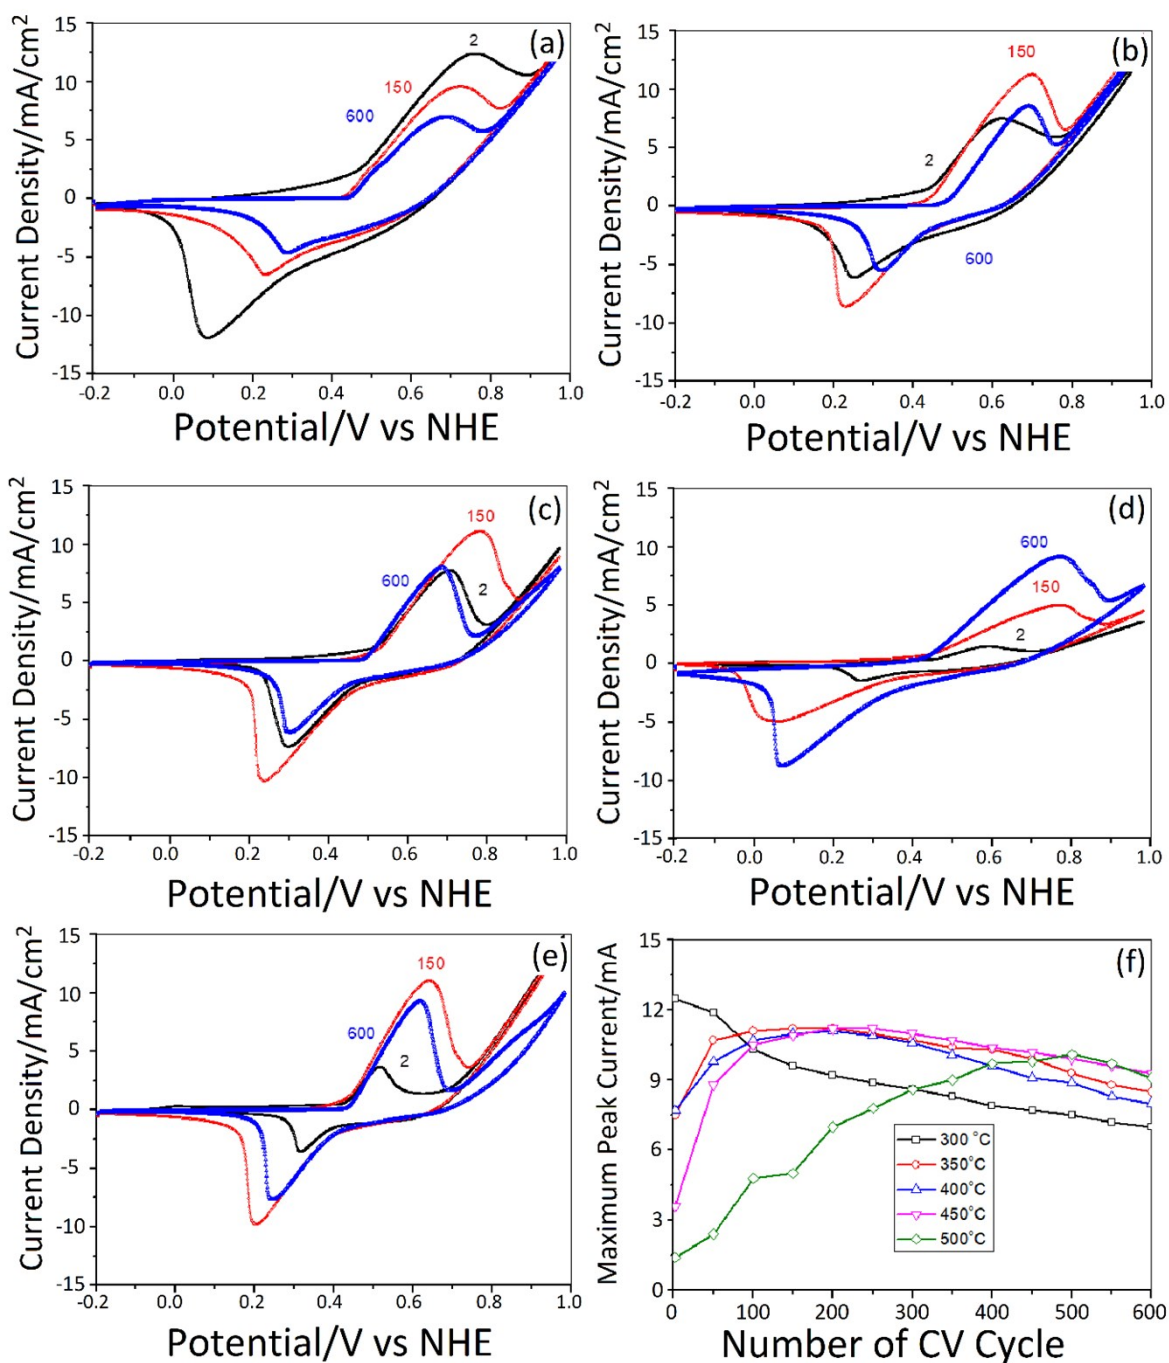 (a)
Current Density/mA/cm²
15
10
5
0
-5
-10
-15
2
150
600
-0.2 0.0 0.2 0.4 0.6 0.8 1.0
Potential/V vs NHE
(b)
Current Density/mA/cm²
15
10
5
0
-5
-10
-15
150
2
600
-0.2 0.0 0.2 0.4 0.6 0.8 1.0
Potential/V vs NHE
(c)
Current Density/mA/cm²
15
10
5
0
-5
-10
-15
150
600
2
-0.2 0.0 0.2 0.4 0.6 0.8 1.0
Potential/V vs NHE
(d)
Current Density/mA/cm²
15
10
5
0
-5
-10
-15
600
150
2
-0.2 0.0 0.2 0.4 0.6 0.8 1.0
Potential/V vs NHE
(e)
Current Density/mA/cm²
15
10
5
0
-5
-10
-15
150
600
2
-0.2 0.0 0.2 0.4 0.6 0.8 1.0
Potential/V vs NHE
(f)
Maximum Peak Current/mA
15
12
9
6
3
0
300 °C
350°C
400°C
450°C
500°C
0 100 200 300 400 500 600
Number of CV Cycle